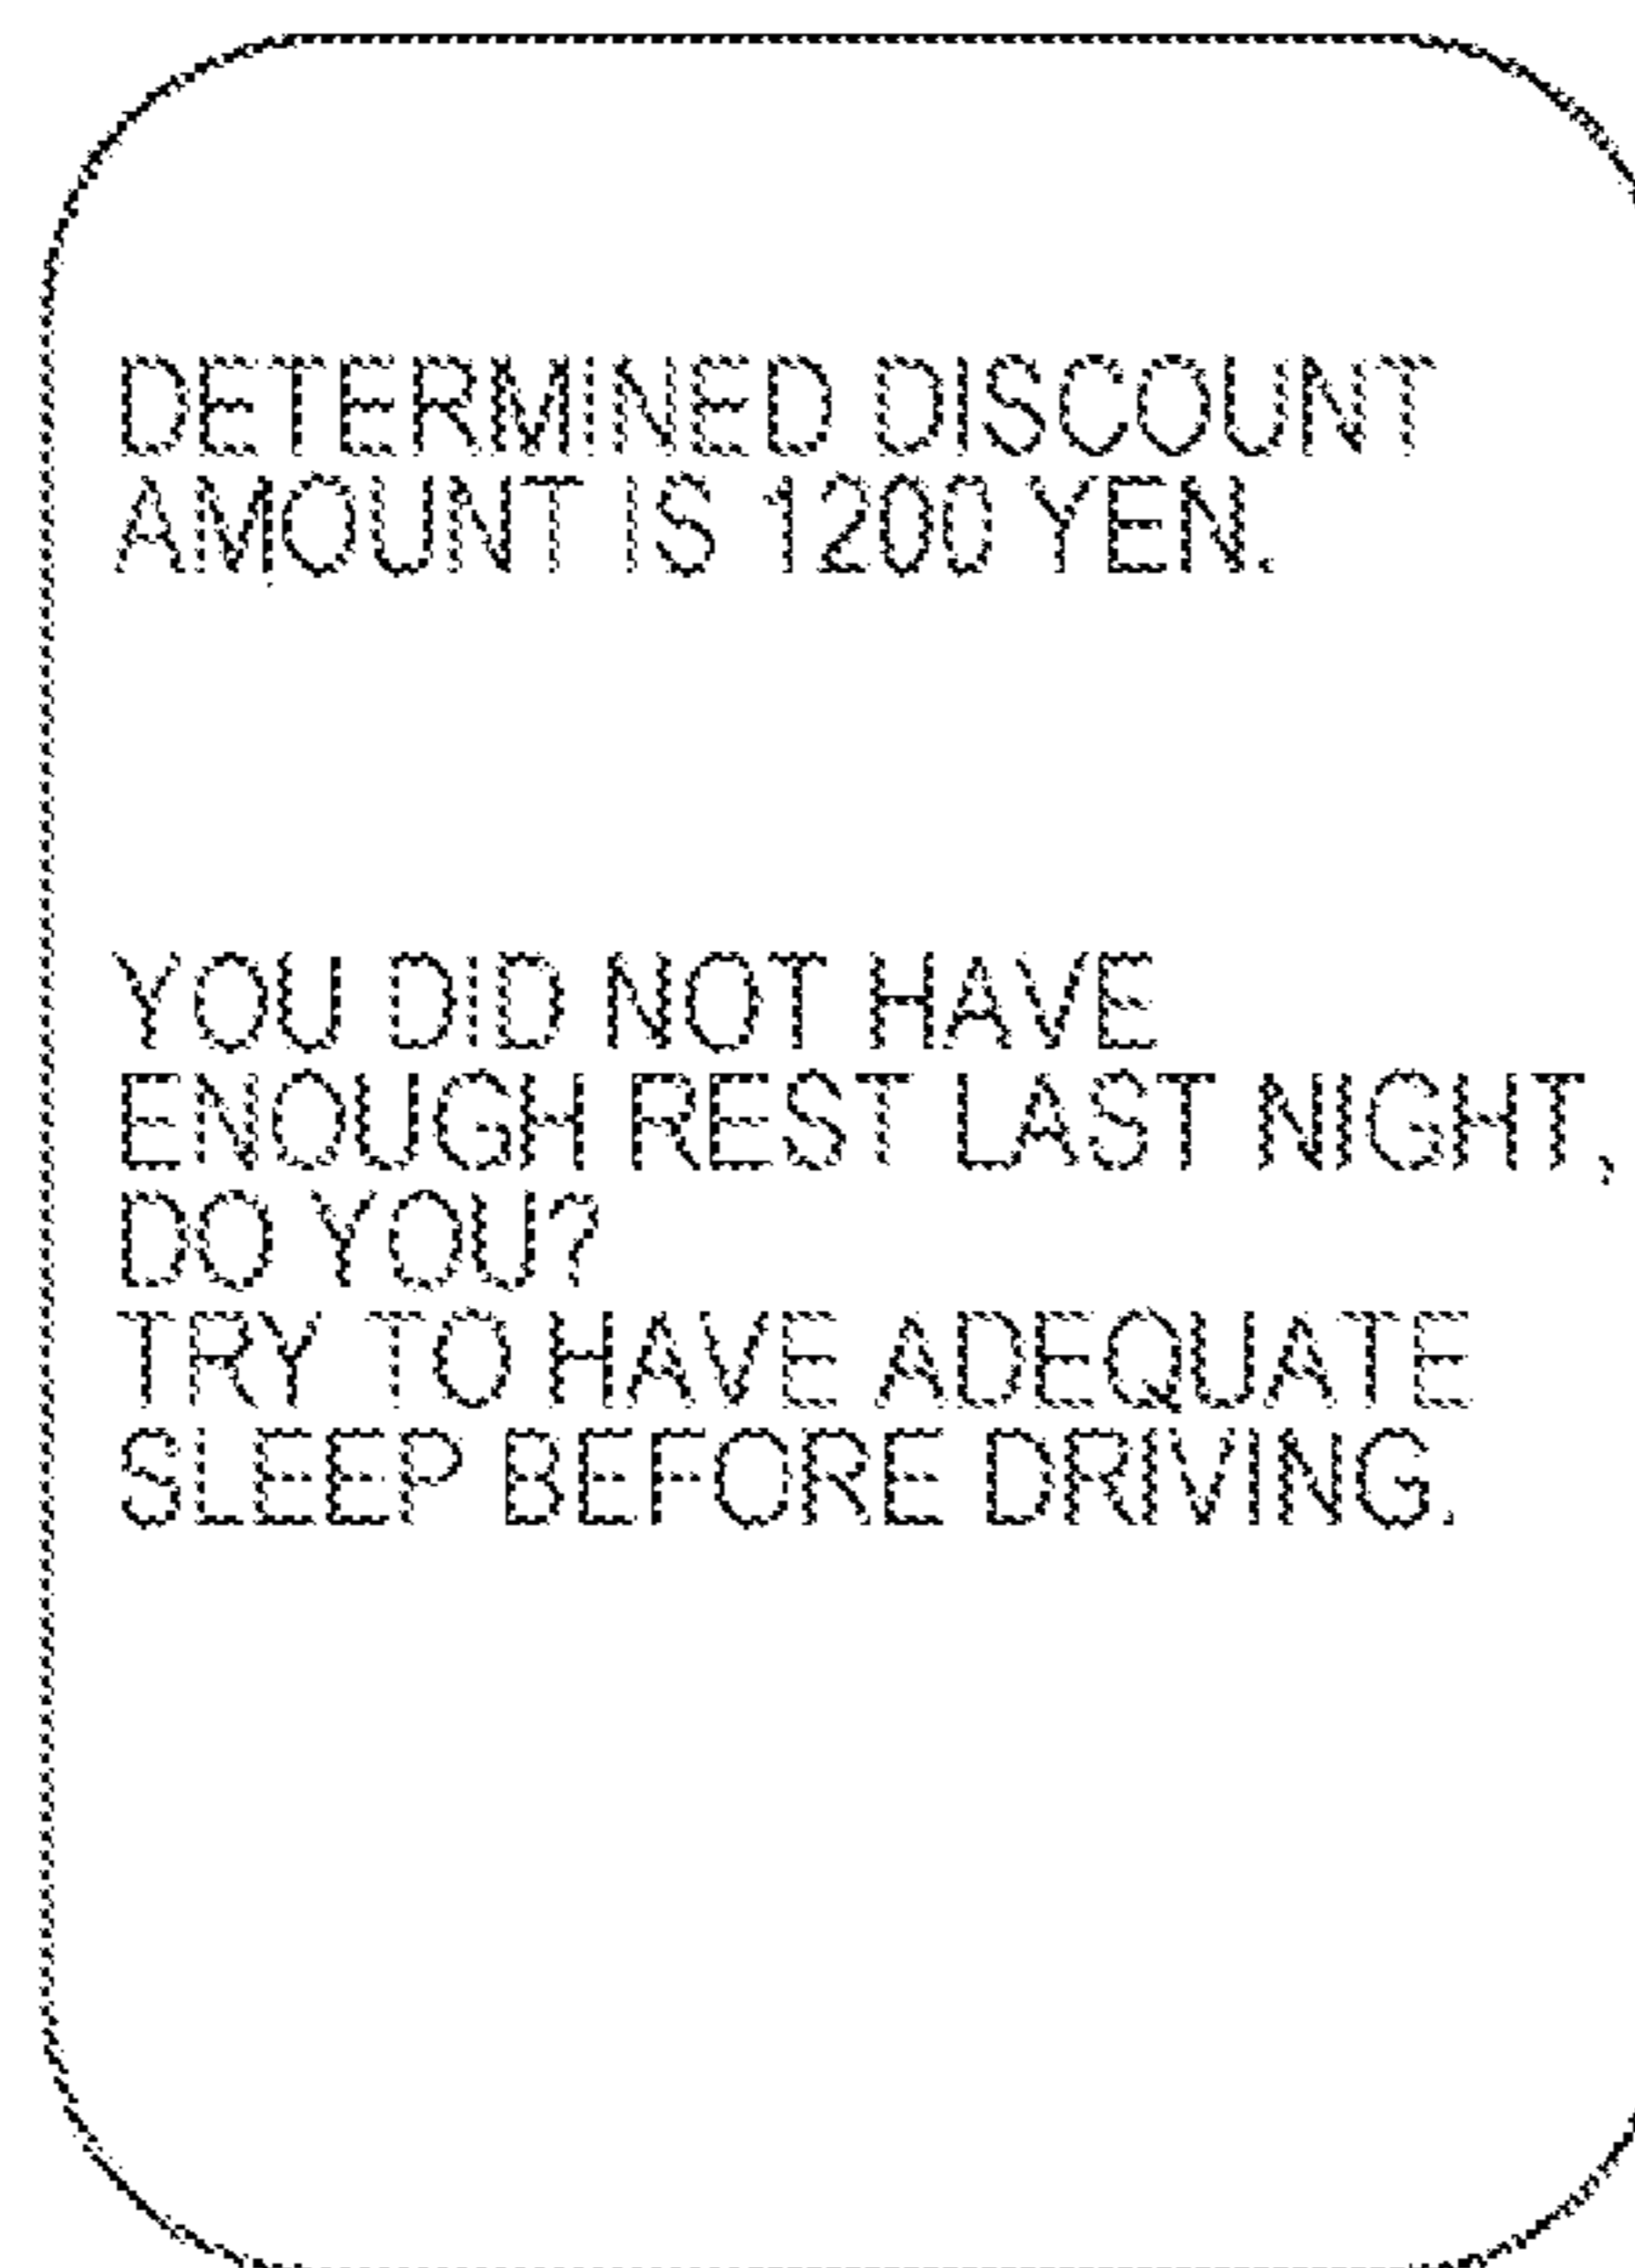 DETERMINED DISCOUNT
AMOUNT IS 1200 YEN.
YOU DID NOT HAVE
ENOUGH REST LAST NIGHT,
DO YOU?
TRY TO HAVE ADEQUATE
SLEEP BEFORE DRIVING.